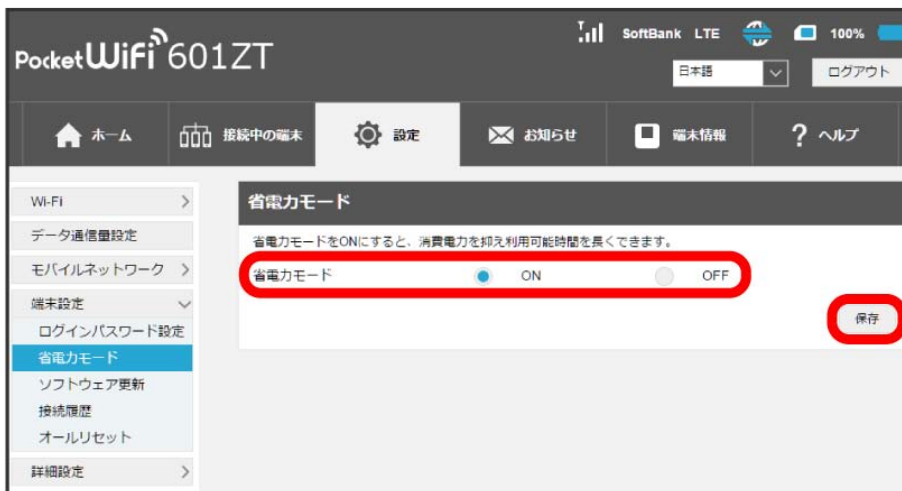 SoftBank LTE 100%
Pocket WiFi 601ZT
日本語 ログアウト
ホーム 接続中の端末 設定 お知らせ 端末情報 ? ヘルプ
Wi-Fi
データ通信量設定
モバイルネットワーク
端末設定
ログインパスワード設定
省電力モード
ソフトウェア更新
接続履歴
オールリセット
詳細設定
省電力モード
省電力モードをONにすると、消費電力を抑え利用可能時間を長くできます。
省電力モード ON OFF
保存